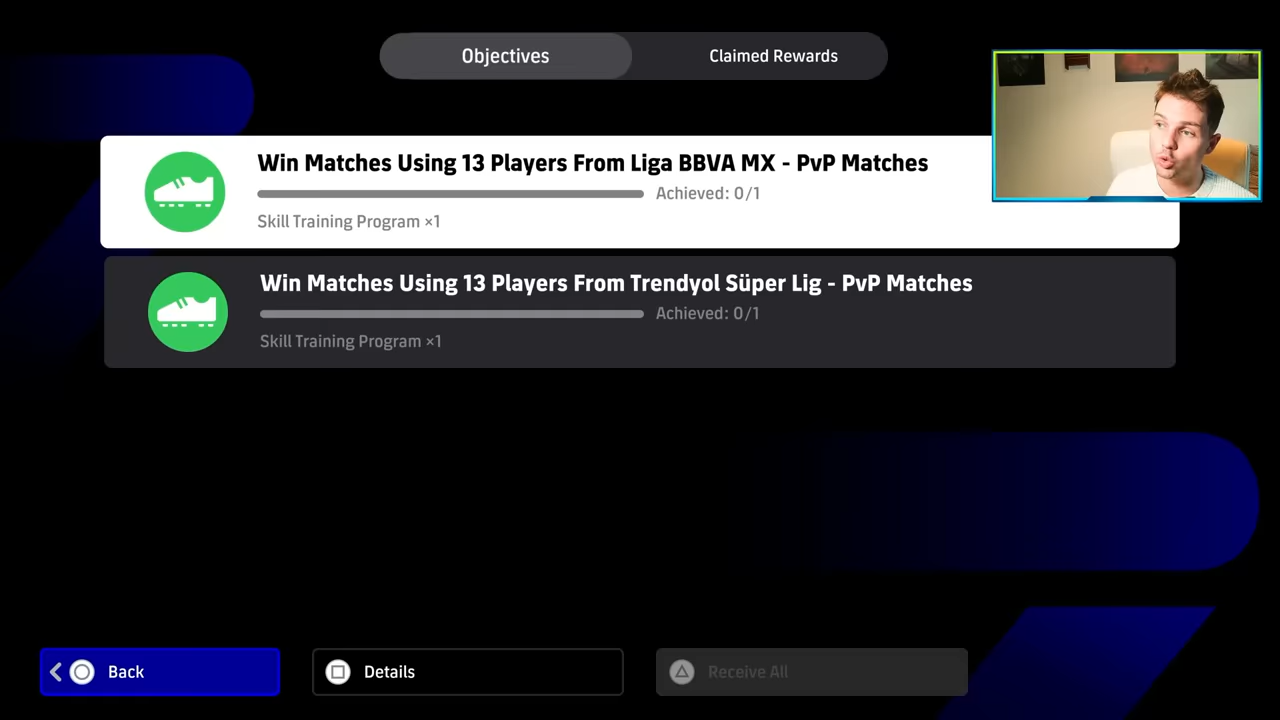 Objectives
Claimed Rewards
Win Matches Using 13 Players From Liga BBVA MX - PvP Matches
Achieved: 0/1
Skill Training Program ×1
Win Matches Using 13 Players From Trendyol Süper Lig - PvP Matches
Achieved: 0/1
Skill Training Program ×1
Back
Details
Receive All